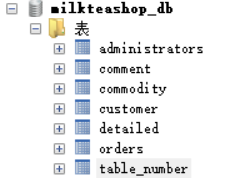 milkteashop_db
表
administrators
comment
commodity
customer
detailed
orders
table_number